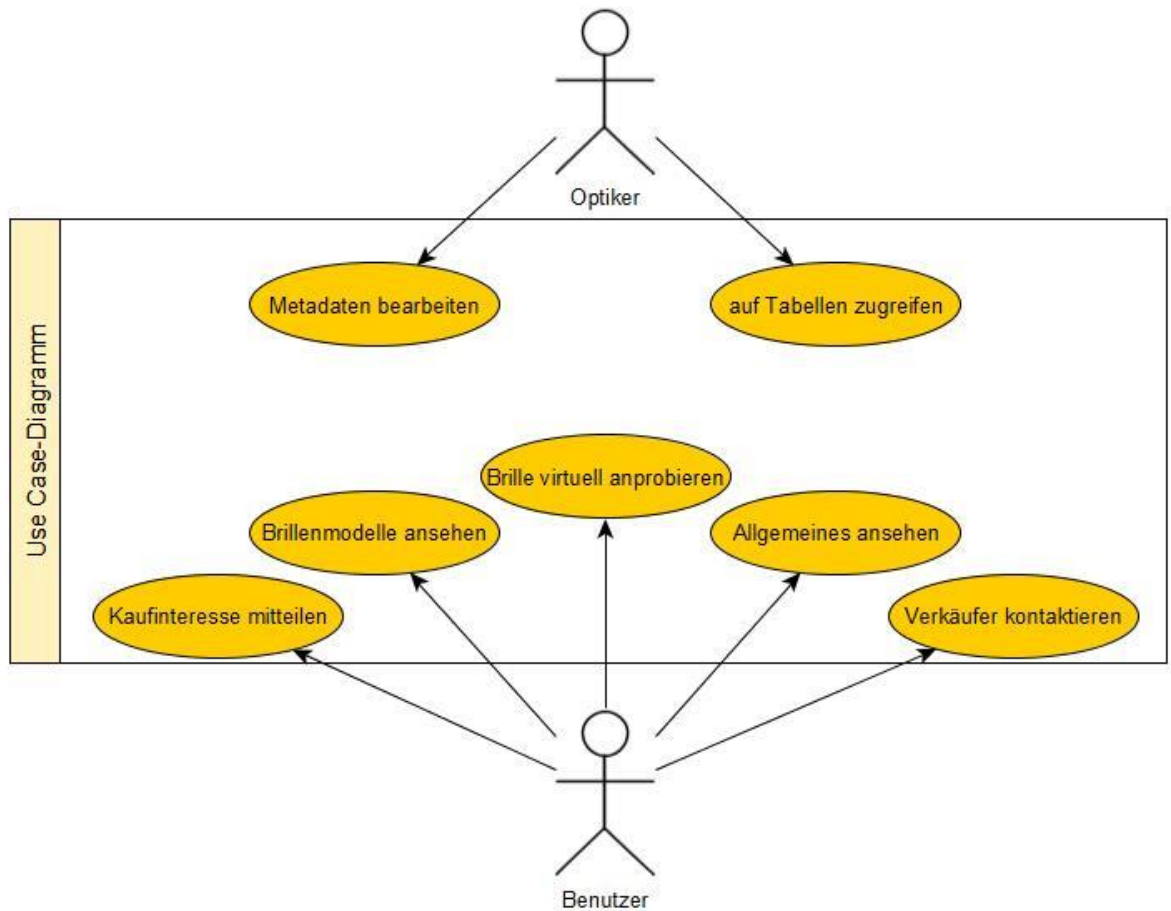 Optiker
Use Case-Diagramm
Metadaten bearbeiten
auf Tabellen zugreifen
Brille virtuell anprobieren
Brillenmodelle ansehen
Allgemeines ansehen
Kaufinteresse mitteilen
Verkäufer kontaktieren
Benutzer